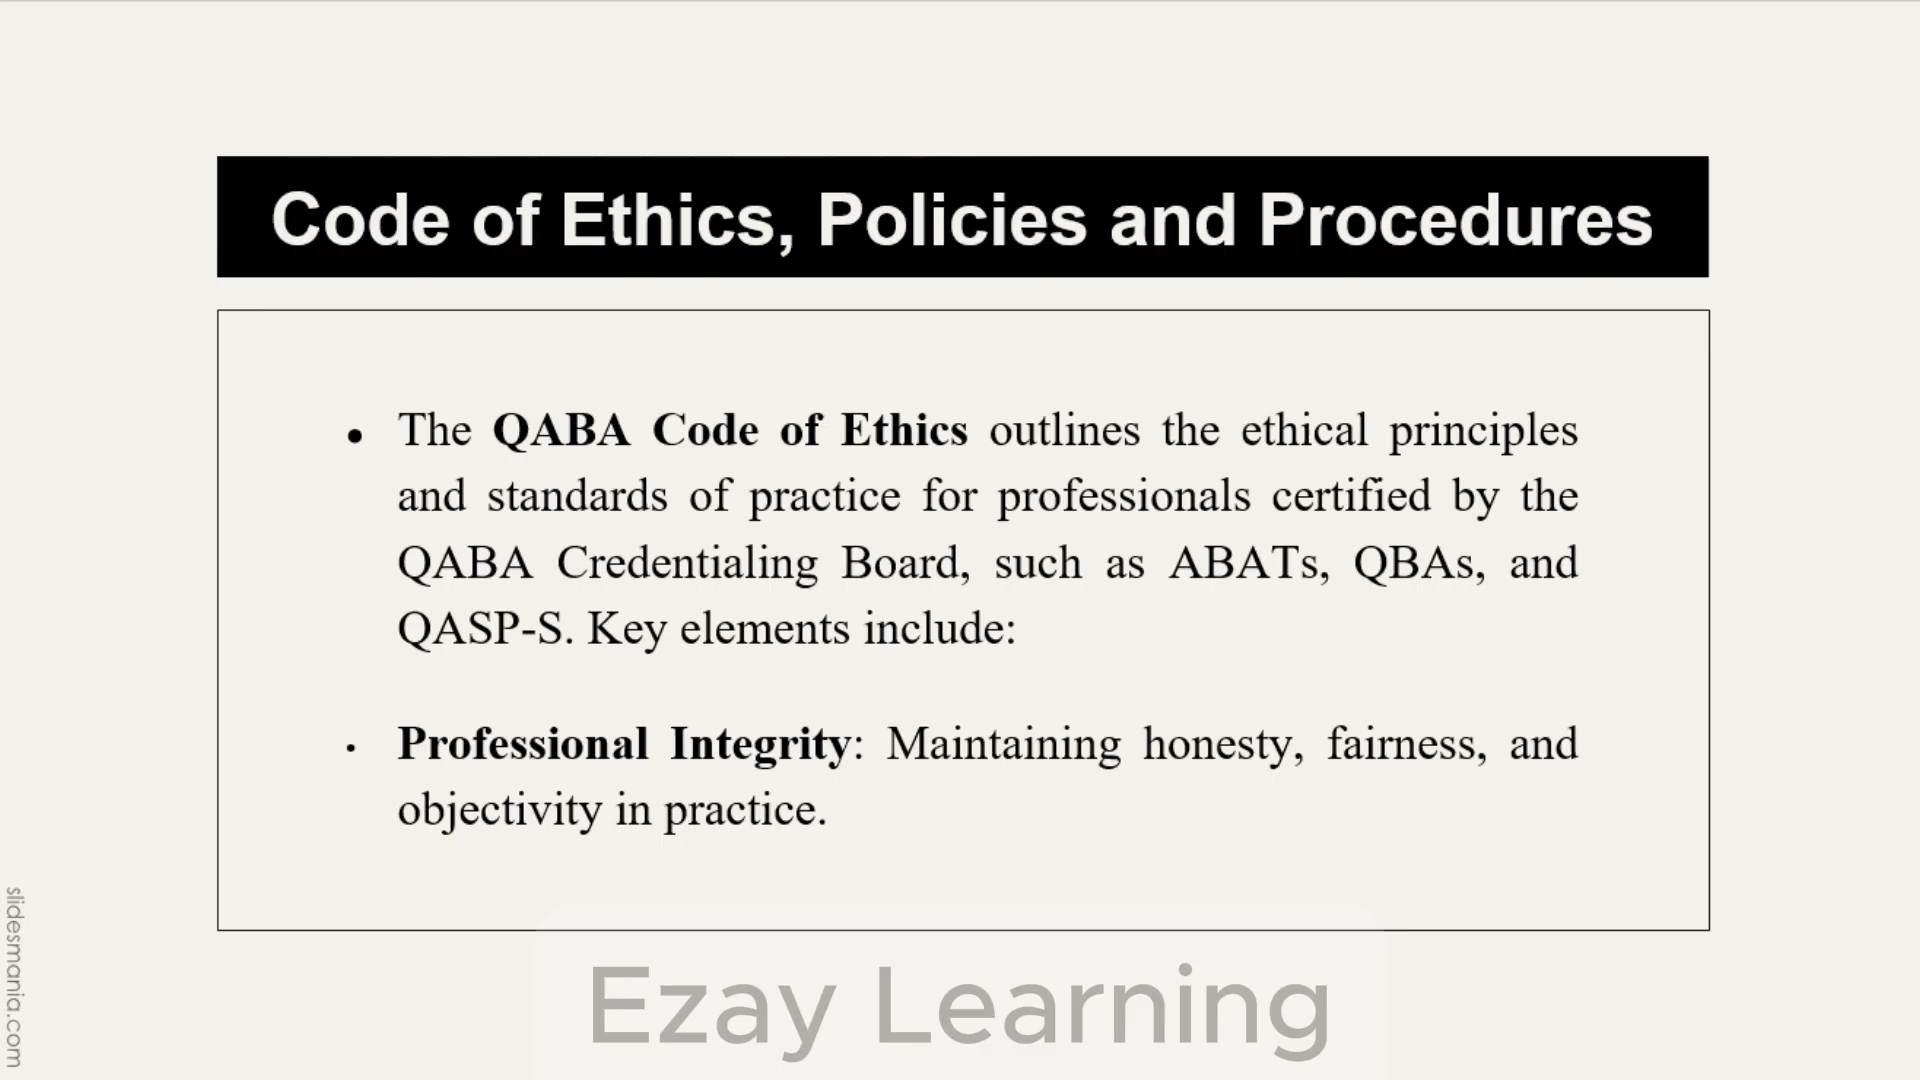 Code of Ethics, Policies and Procedures
• The QABA Code of Ethics outlines the ethical principles
and standards of practice for professionals certified by the
QABA Credentialing Board, such as ABATs, QBAs, and
QASP-S. Key elements include:
• Professional Integrity: Maintaining honesty, fairness, and
objectivity in practice.
Ezay Learning
slidesmania.com